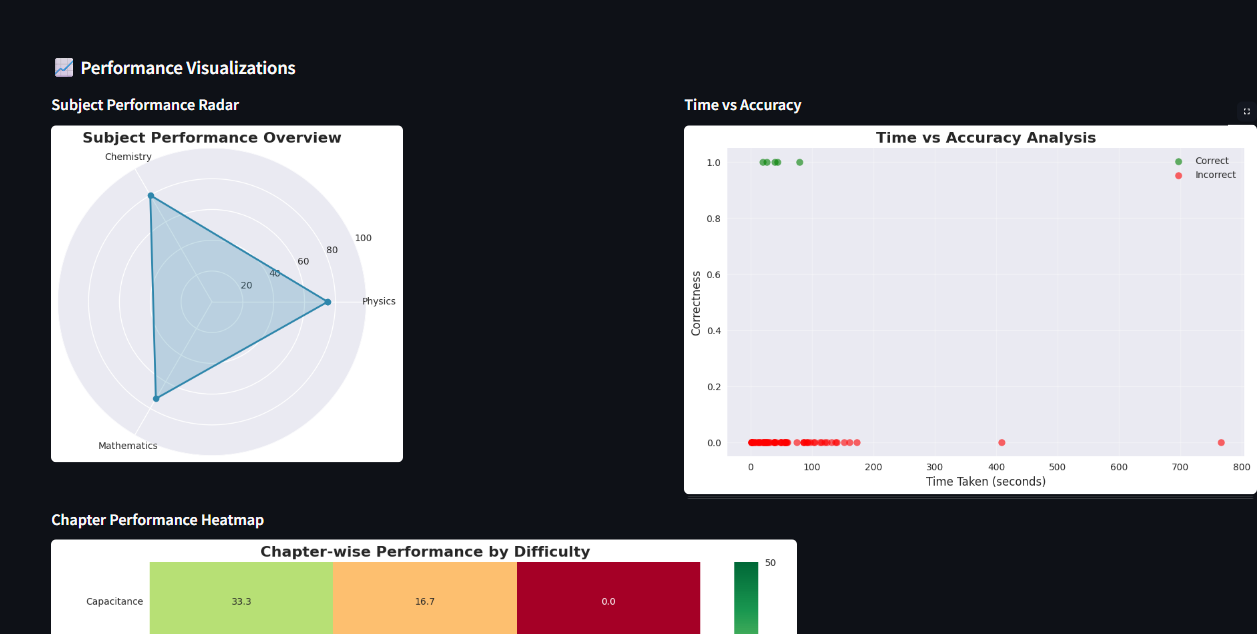 📈 Performance Visualizations
Subject Performance Radar
Subject Performance Overview
Chemistry
100
80
60
40
20
Physics
Mathematics
Time vs Accuracy
Time vs Accuracy Analysis
Correct
Incorrect
Correctness
1.0
0.8
0.6
0.4
0.2
0.0
0 100 200 300 400 500 600 700 800
Time Taken (seconds)
Chapter Performance Heatmap
Chapter-wise Performance by Difficulty
Capacitance 33.3 16.7 0.0
50